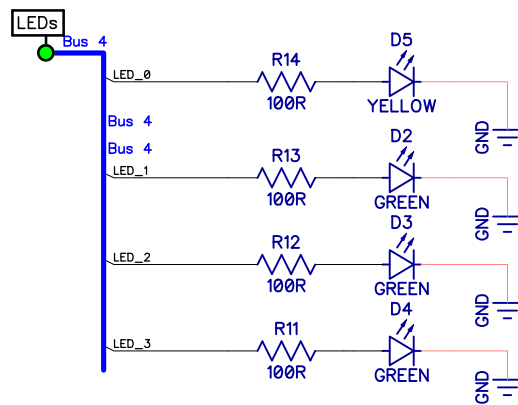 LEDs
Bus 4
LED_0
R14
100R
D5
YELLOW
GND
Bus 4
Bus 4
LED_1
R13
100R
D2
GREEN
GND
LED_2
R12
100R
D3
GREEN
GND
LED_3
R11
100R
D4
GREEN
GND